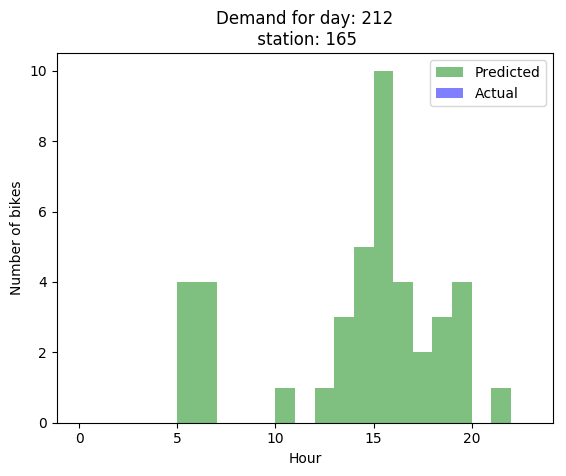 Demand for day: 212
station: 165
Predicted
Actual
10
8
6
4
2
0
Number of bikes
0 5 10 15 20
Hour